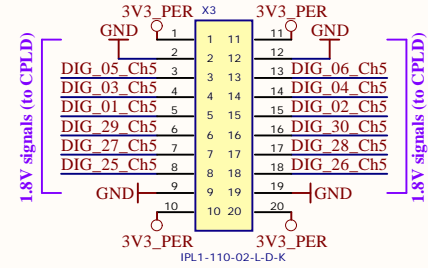 3V3_PER X3 3V3_PER
GND 1 1 11 11 GND
2 2 12 12
DIG_05_Ch5 3 3 13 13 DIG_06_Ch5
DIG_03_Ch5 4 4 14 14 DIG_04_Ch5
DIG_01_Ch5 5 5 15 15 DIG_02_Ch5
DIG_29_Ch5 6 6 16 16 DIG_30_Ch5
DIG_27_Ch5 7 7 17 17 DIG_28_Ch5
DIG_25_Ch5 8 8 18 18 DIG_26_Ch5
GND 9 9 19 19 GND
10 10 20 20
3V3_PER 3V3_PER
IPL1-110-02-L-D-K
1.8V signals (to CPLD)
1.8V signals (to CPLD)